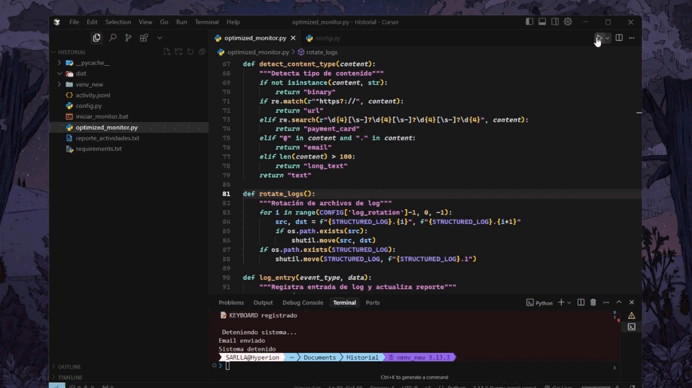 File Edit Selection View Go Run Terminal Help
optimized_monitor.py - Historial - Cursor
optimized_monitor.py
config.py
HISTORIAL
optimized_monitor.py > rotate_logs
__pycache__
dist
venv_new
activity.jsonl
config.py
iniciar_monitor.bat
optimized_monitor.py
reporte_actividades.txt
requirements.txt
67 def detect_content_type(content):
68 """Detecta tipo de contenido"""
69 if not isinstance(content, str):
70 return "binary"
71 if re.match(r"^https?://", content):
72 return "url"
73 elif re.search(r"\d{4}[\s-]?\d{4}[\s-]?\d{4}[\s-]?\d{4}", content):
74 return "payment_card"
75 elif "@" in content and "." in content:
76 return "email"
77 elif len(content) > 100:
78 return "long_text"
79 return "text"
80
81 def rotate_logs():
82 """Rotación de archivos de log"""
83 for i in range(CONFIG['log_rotation']-1, 0, -1):
84 src, dst = f"{STRUCTURED_LOG}.{i}", f"{STRUCTURED_LOG}.{i+1}"
85 if os.path.exists(src):
86 shutil.move(src, dst)
87 if os.path.exists(STRUCTURED_LOG):
88 shutil.move(STRUCTURED_LOG, f"{STRUCTURED_LOG}.1")
89
90 def log_entry(event_type, data):
91 """Registra entrada de log y actualiza reporte"""
Problems Output Debug Console Terminal Ports
Python
KEYBOARD registrado
Deteniendo sistema...
Email enviado
Sistema detenido
SARLLA@Hyperion ~ Documents Historial venv_new 3.13.3
Ctrl+K to generate a command
OUTLINE
TIMELINE